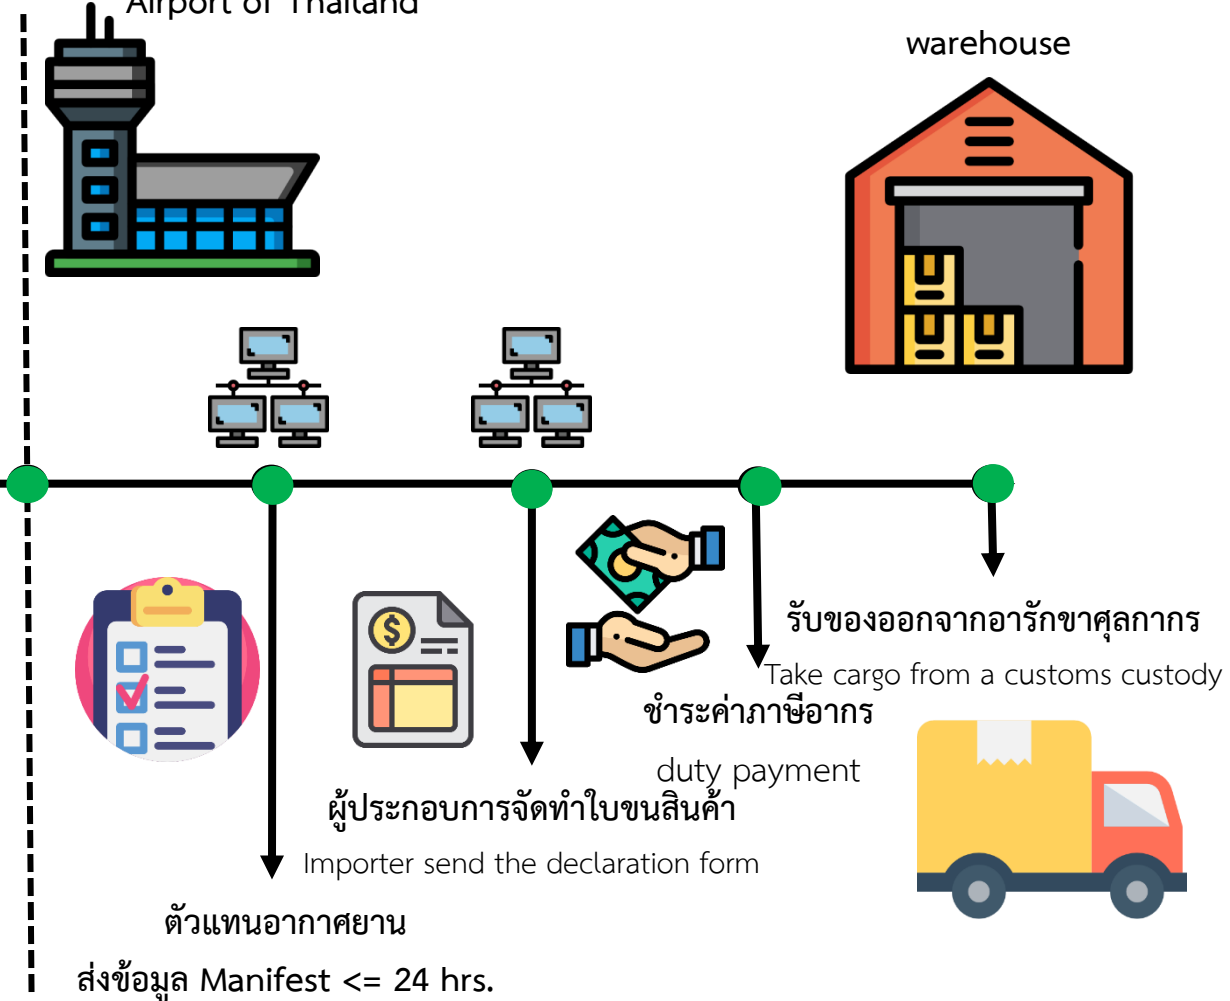 Airport of Thailand
warehouse
รับของออกจากอารักขาศุลกากร
Take cargo from a customs custody
ชำระค่าภาษีอากร
duty payment
ผู้ประกอบการจัดทำใบขนสินค้า
Importer send the declaration form
ตัวแทนอากาศยาน
ส่งข้อมูล Manifest <= 24 hrs.